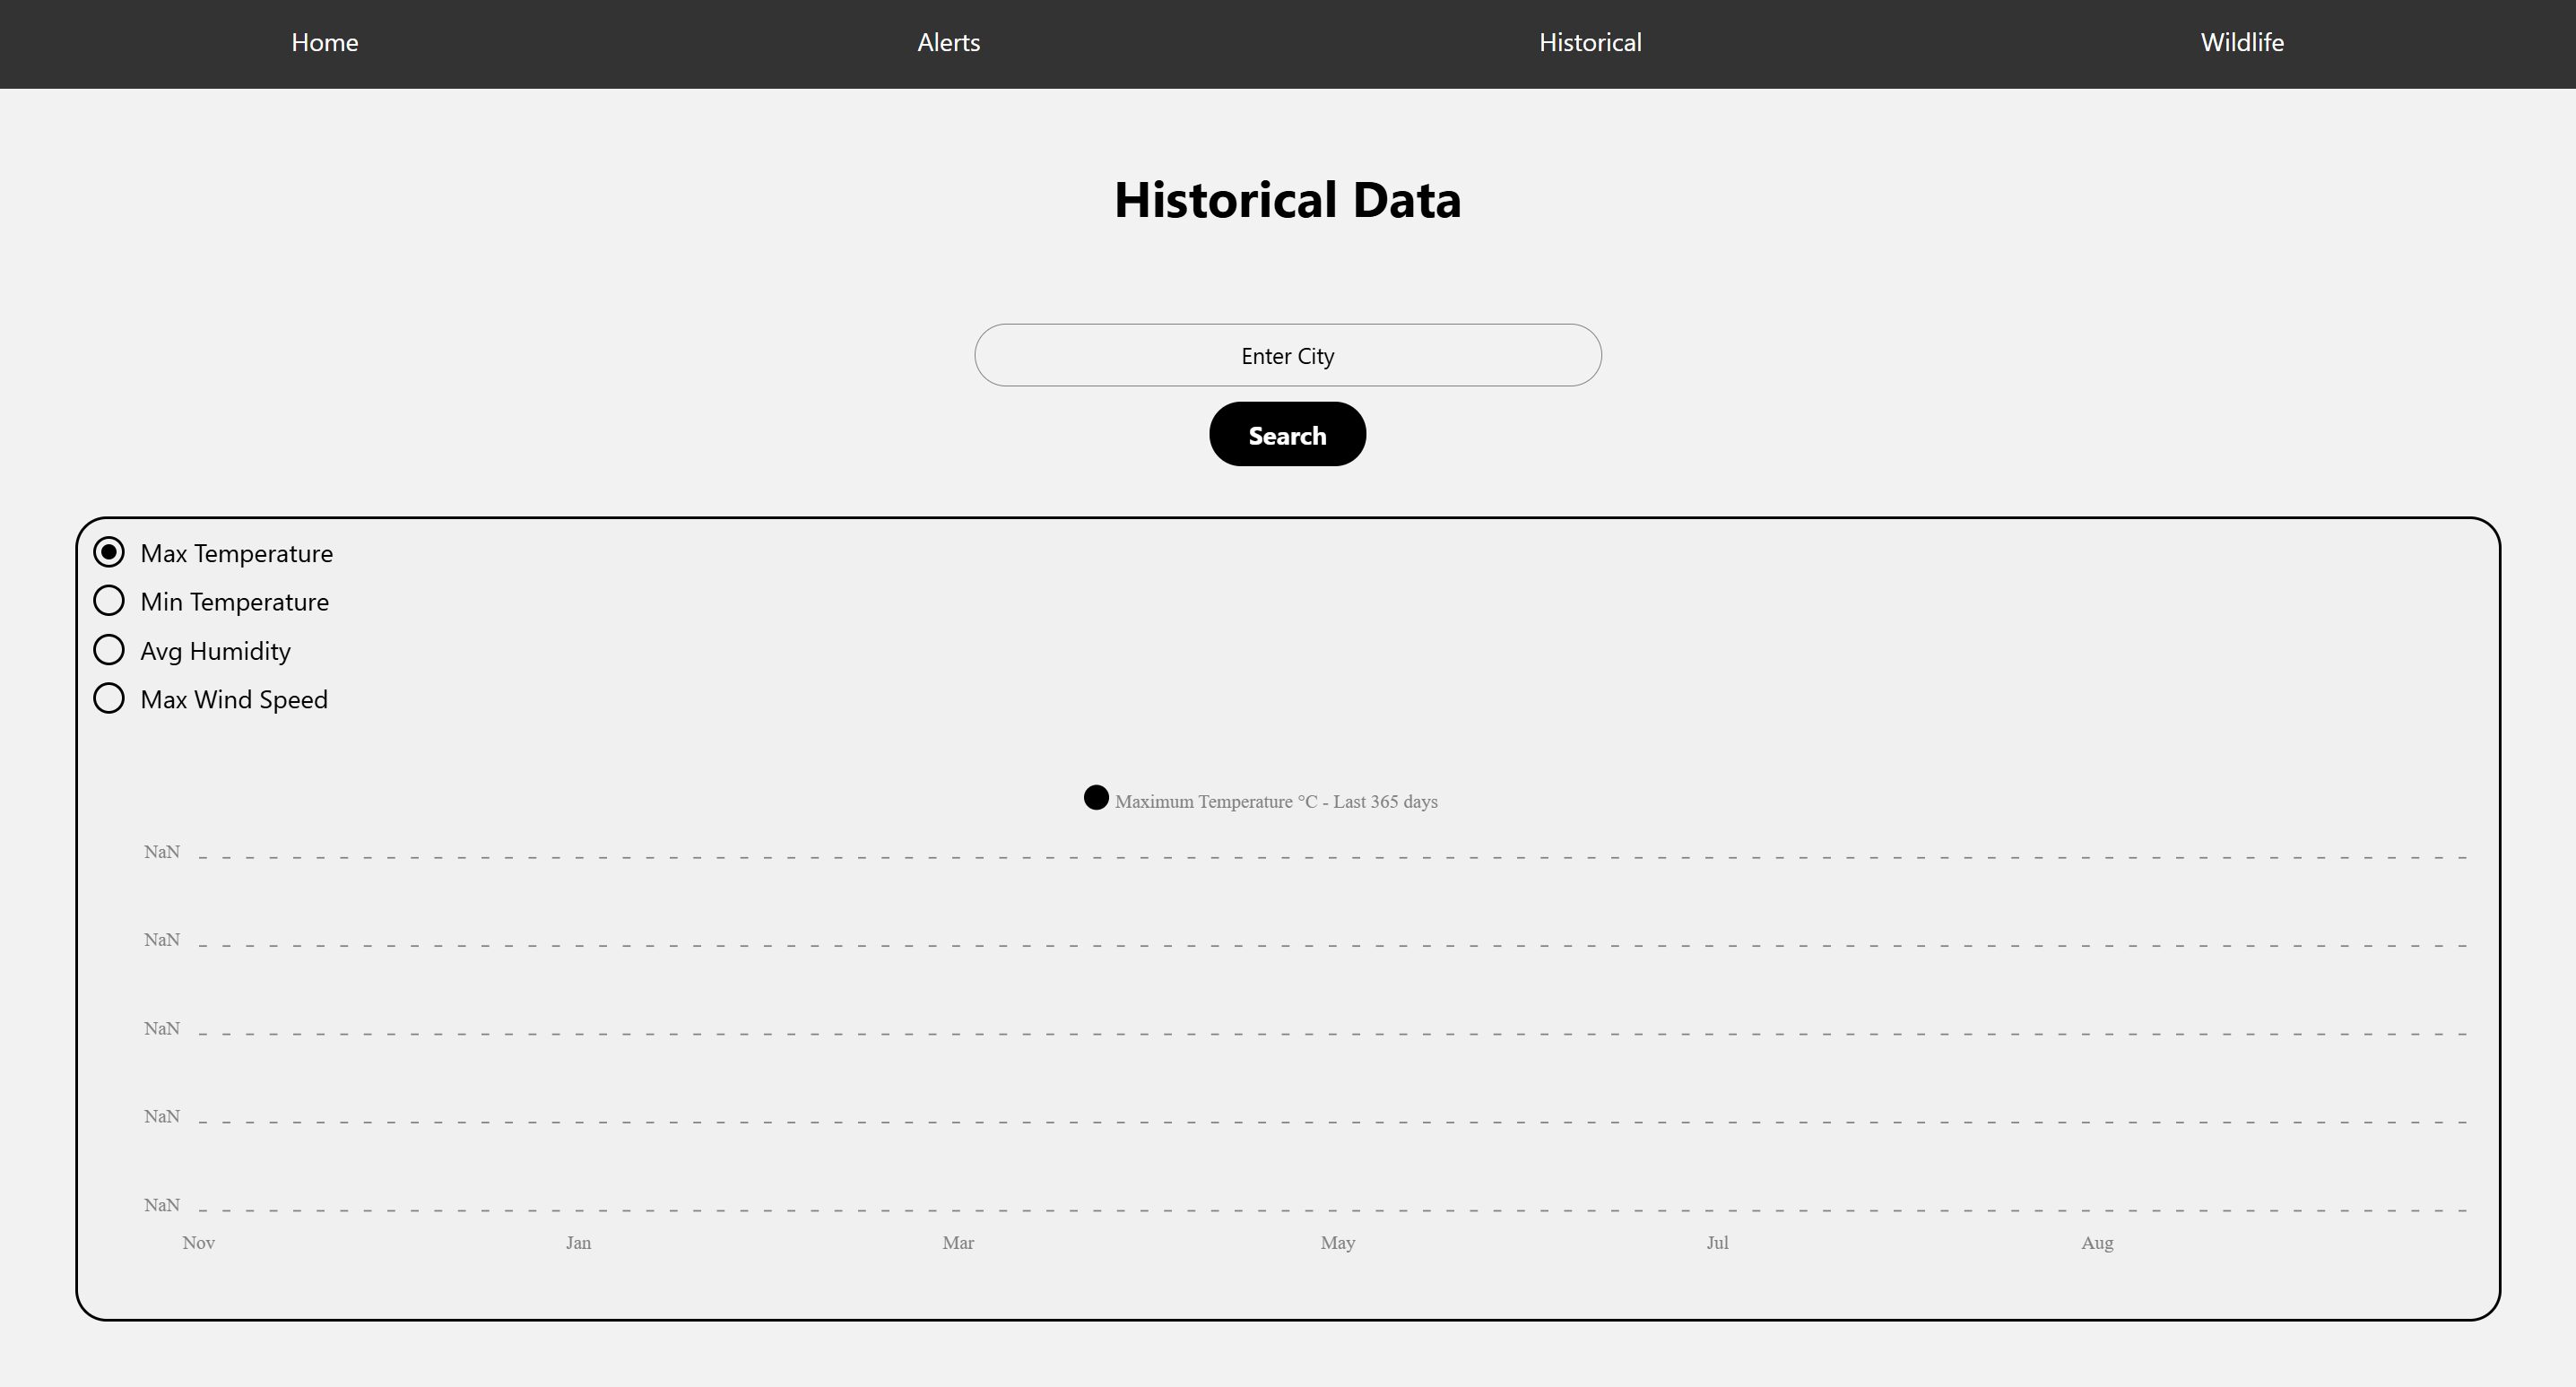 Home Alerts Historical Wildlife
Historical Data
Enter City
Search
Max Temperature
Min Temperature
Avg Humidity
Max Wind Speed
Maximum Temperature °C - Last 365 days
NaN
NaN
NaN
NaN
NaN
Nov Jan Mar May Jul Aug